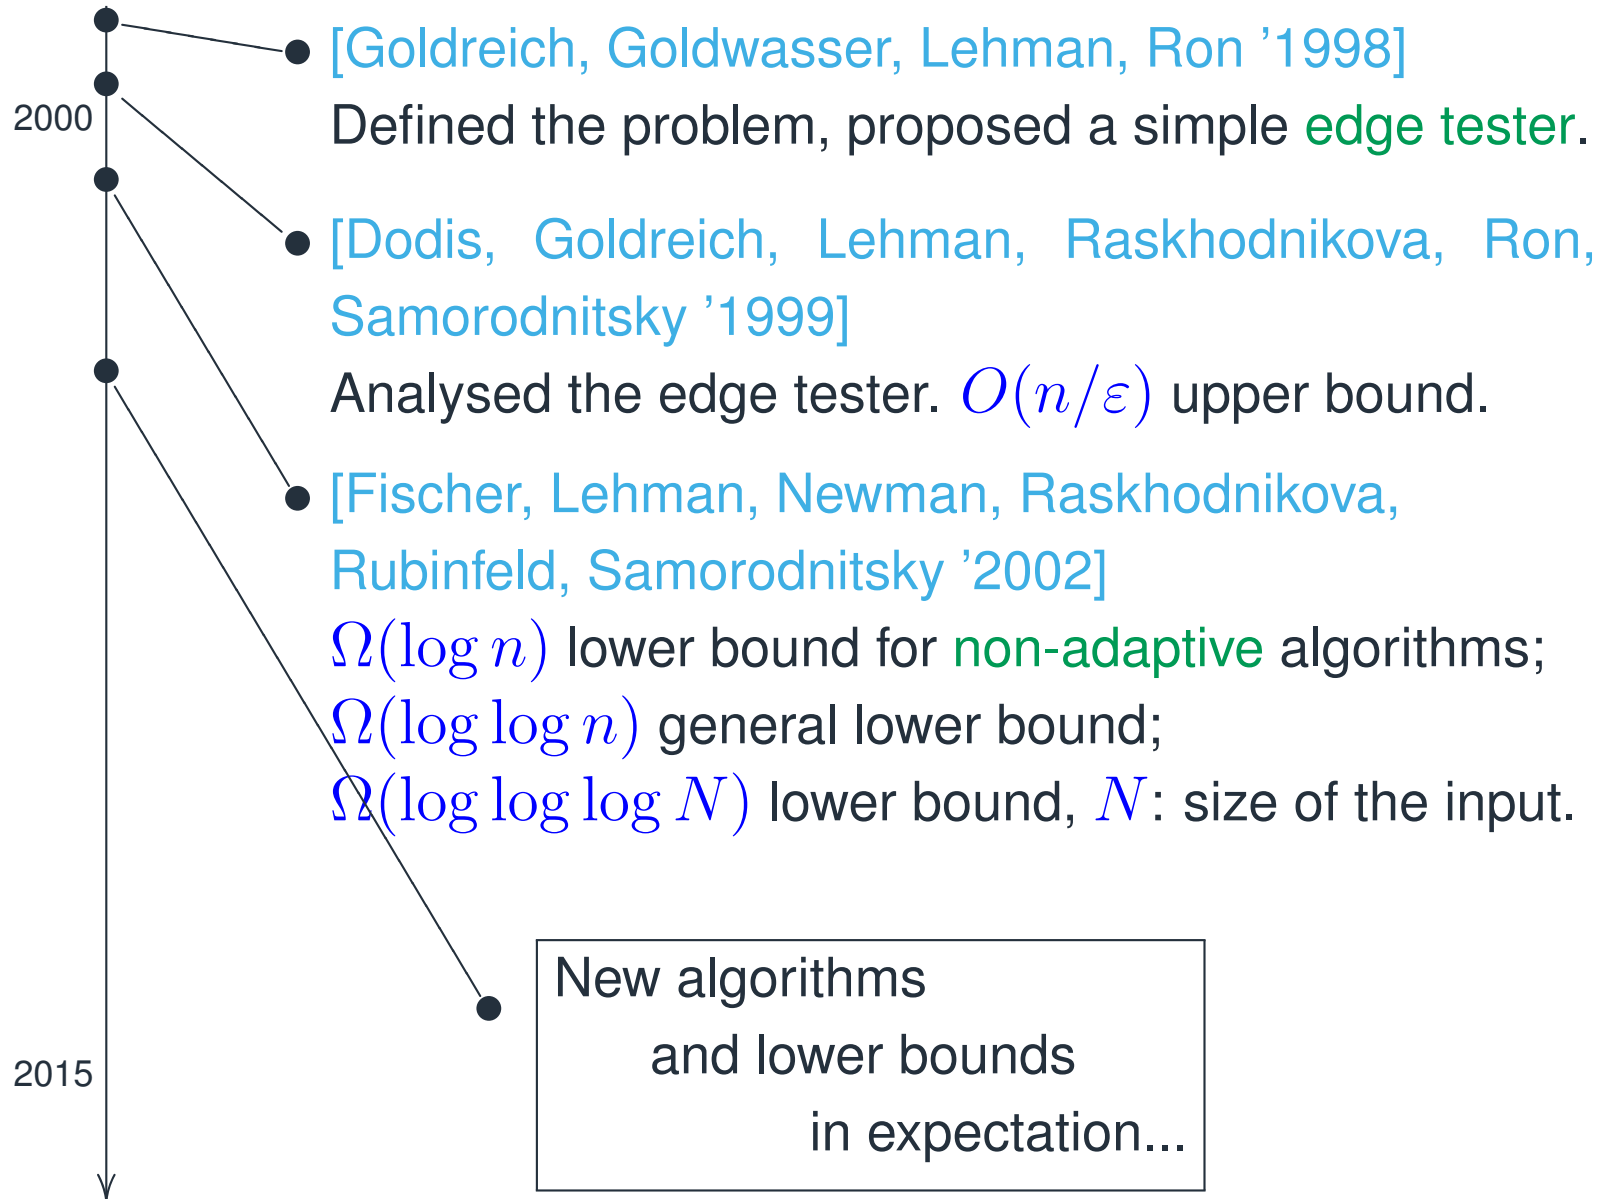 [Goldreich, Goldwasser, Lehman, Ron ’1998]
2000
Defined the problem, proposed a simple edge tester.
[Dodis, Goldreich, Lehman, Raskhodnikova, Ron,
Samorodnitsky ’1999]
Analysed the edge tester. O(n/ε) upper bound.
[Fischer, Lehman, Newman, Raskhodnikova,
Rubinfeld, Samorodnitsky ’2002]
Ω(log n) lower bound for non-adaptive algorithms;
Ω(log log n) general lower bound;
Ω(log log log N) lower bound, N: size of the input.
New algorithms
and lower bounds
2015
in expectation...